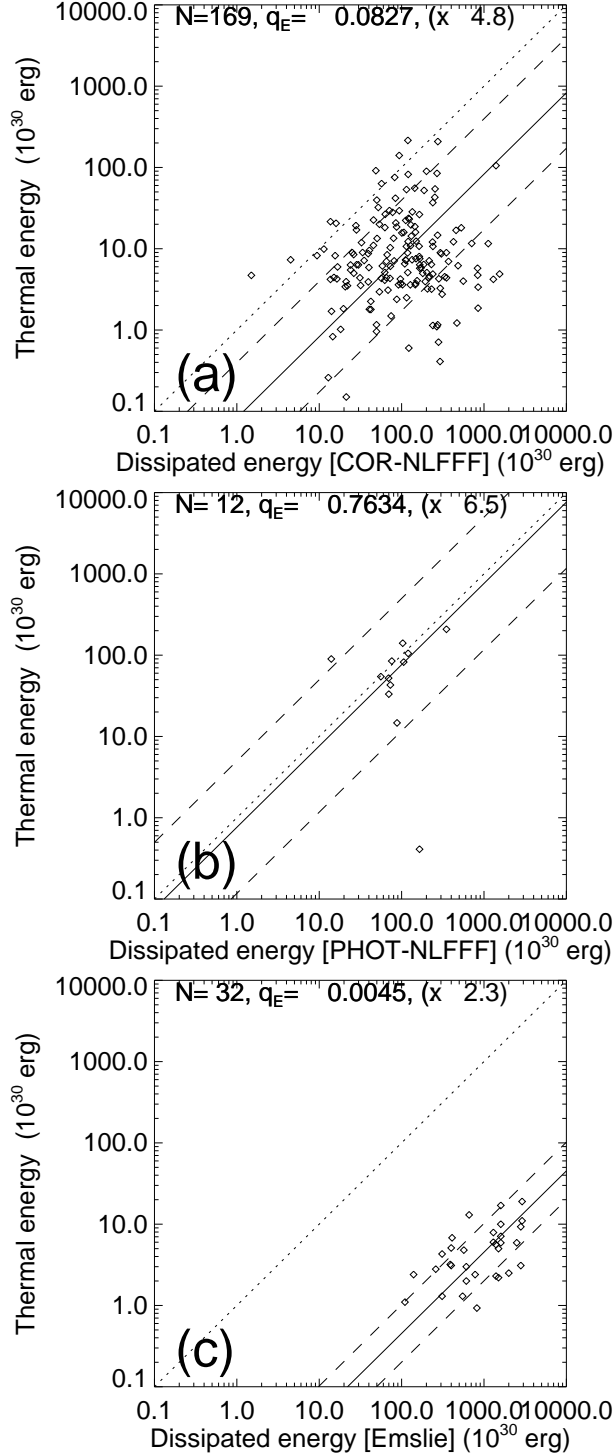 N=169, qE= 0.0827, (x 4.8)
10000.0
1000.0
100.0
10.0
1.0
0.1
Thermal energy (10^30 erg)
(a)
0.1 1.0 10.0 100.0 1000.010000.0
Dissipated energy [COR-NLFFF] (10^30 erg)
N= 12, qE= 0.7634, (x 6.5)
10000.0
1000.0
100.0
10.0
1.0
0.1
Thermal energy (10^30 erg)
(b)
0.1 1.0 10.0 100.0 1000.010000.0
Dissipated energy [PHOT-NLFFF] (10^30 erg)
N= 32, qE= 0.0045, (x 2.3)
10000.0
1000.0
100.0
10.0
1.0
0.1
Thermal energy (10^30 erg)
(c)
0.1 1.0 10.0 100.0 1000.010000.0
Dissipated energy [Emslie] (10^30 erg)